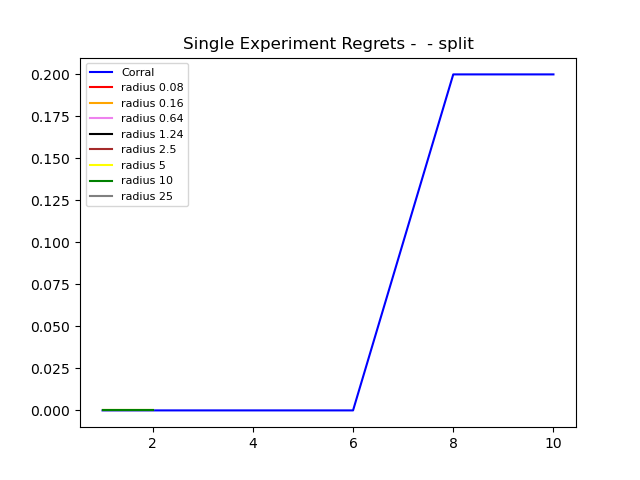 Single Experiment Regrets -  - split
0.200
0.175
0.150
0.125
0.100
0.075
0.050
0.025
0.000
Corral
radius 0.08
radius 0.16
radius 0.64
radius 1.24
radius 2.5
radius 5
radius 10
radius 25
2 4 6 8 10